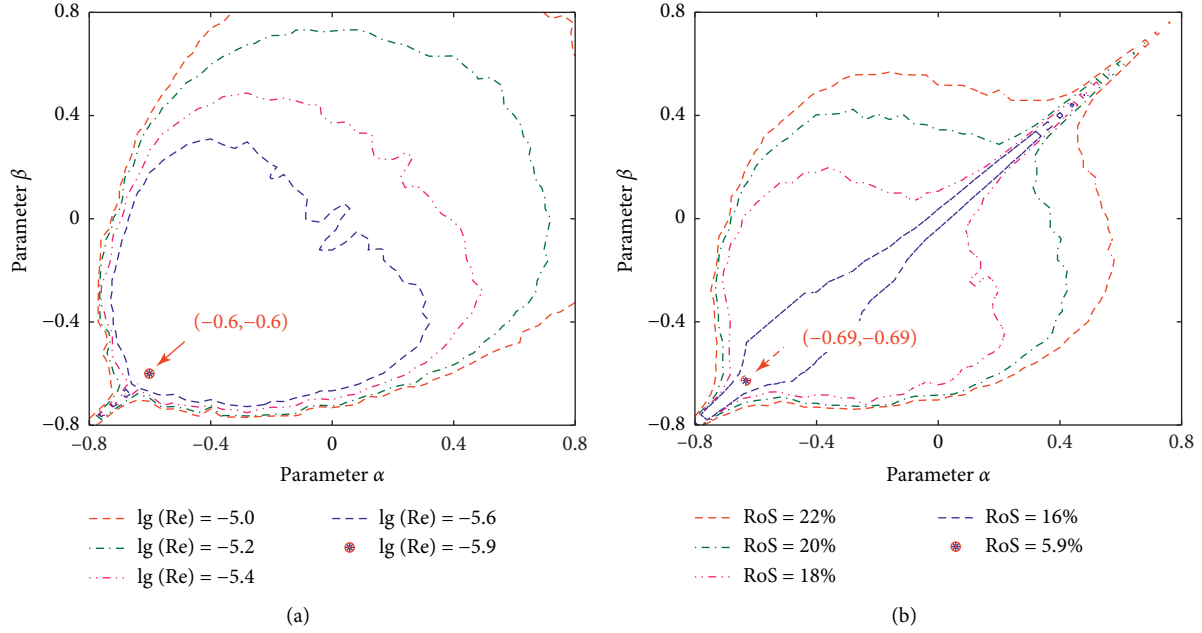 0.8
0.4
0
−0.4
−0.8
Parameter β
(−0.6,−0.6)
−0.8
−0.4
0
0.4
0.8
Parameter α
lg (Re) = −5.0
lg (Re) = −5.2
lg (Re) = −5.4
lg (Re) = −5.6
lg (Re) = −5.9
(a)
0.8
0.4
0
−0.4
−0.8
Parameter β
(−0.69,−0.69)
−0.8
−0.4
0
0.4
0.8
Parameter α
RoS = 22%
RoS = 20%
RoS = 18%
RoS = 16%
RoS = 5.9%
(b)